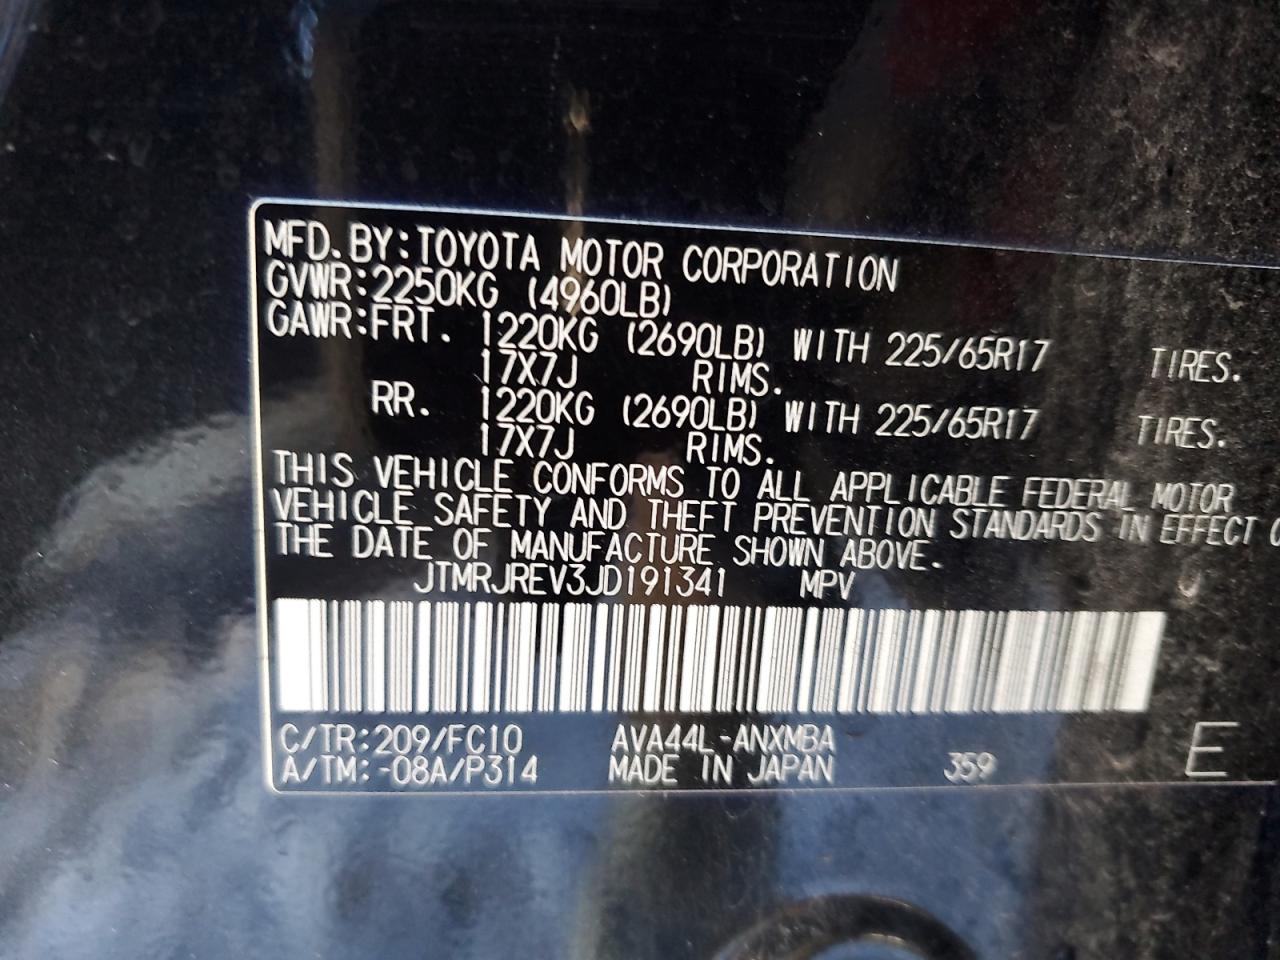 MFD.BY:TOYOTA MOTOR CORPORATION
GVWR:2250KG (4960LB)
GAWR:FRT. 1220KG (2690LB) WITH 225/65R17 TIRES.
17X7J RIMS.
RR. 1220KG (2690LB) WITH 225/65R17 TIRES.
17X7J RIMS.
THIS VEHICLE CONFORMS TO ALL APPLICABLE FEDERAL MOTOR
VEHICLE SAFETY AND THEFT PREVENTION STANDARDS IN EFFECT
THE DATE OF MANUFACTURE SHOWN ABOVE.
JTMRJREV3JD191341 MPV
C/TR:209/FC10 AVA44L-ANXMBA E
A/TM:-08A/P314 MADE IN JAPAN 359